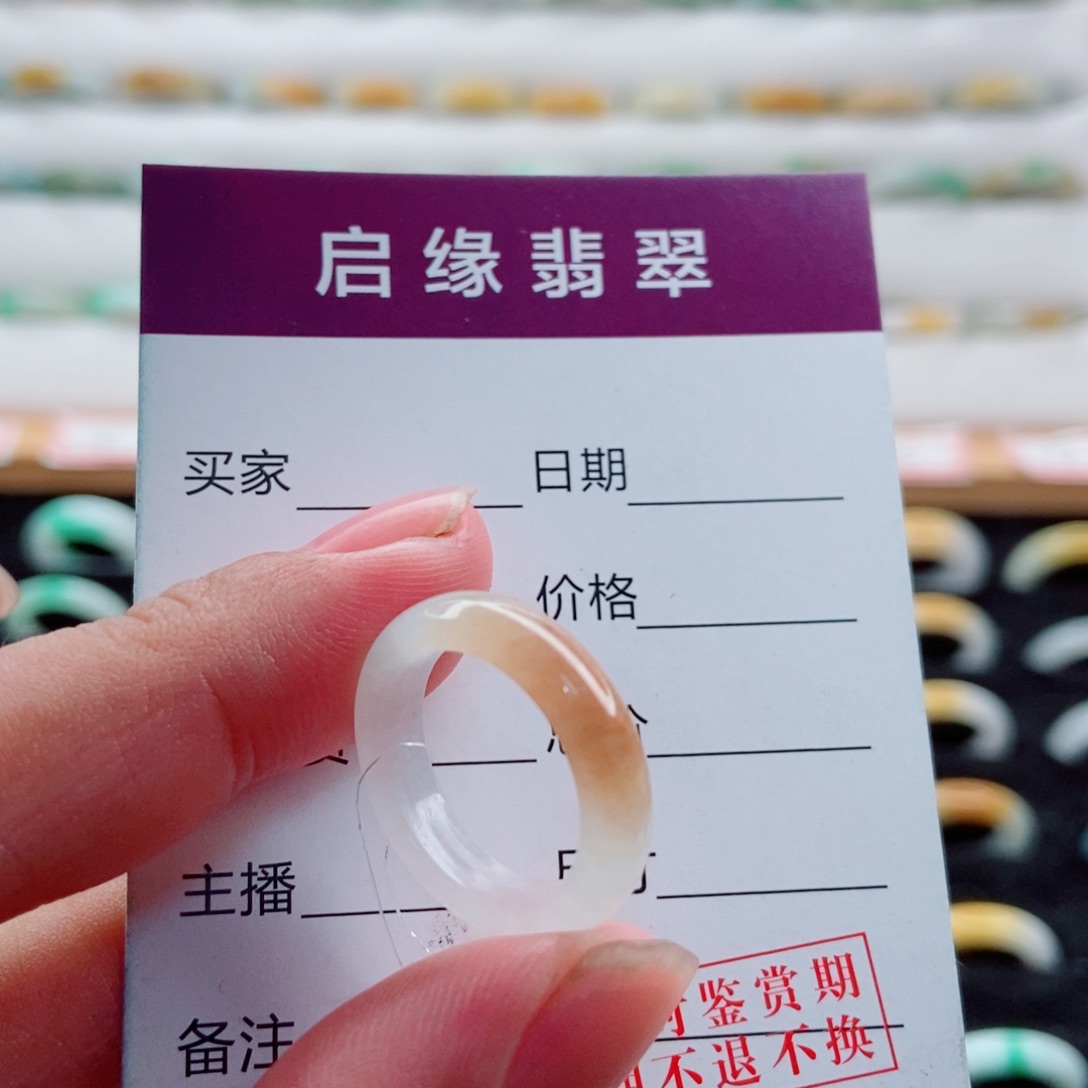 启缘翡翠
买家 日期
价格
主播
备注
鉴赏期
不退不换